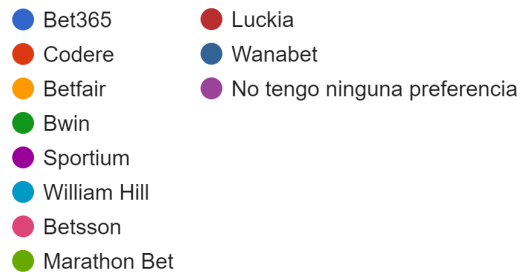 Bet365
Codere
Betfair
Bwin
Sportium
William Hill
Betsson
Marathon Bet
Luckia
Wanabet
No tengo ninguna preferencia